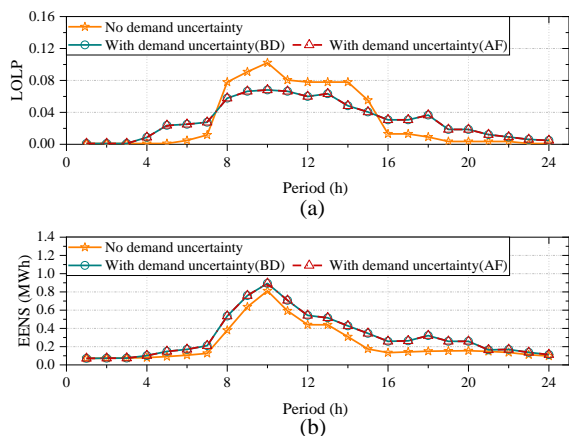 0.16
0.12
0.08
0.04
0.00
LOLP
No demand uncertainty
With demand uncertainty(BD) With demand uncertainty(AF)
0 4 8 12 16 20 24
Period (h)
(a)
1.4
1.2
1.0
0.8
0.6
0.4
0.2
0.0
EENS (MWh)
No demand uncertainty
With demand uncertainty(BD) With demand uncertainty(AF)
0 4 8 12 16 20 24
Period (h)
(b)